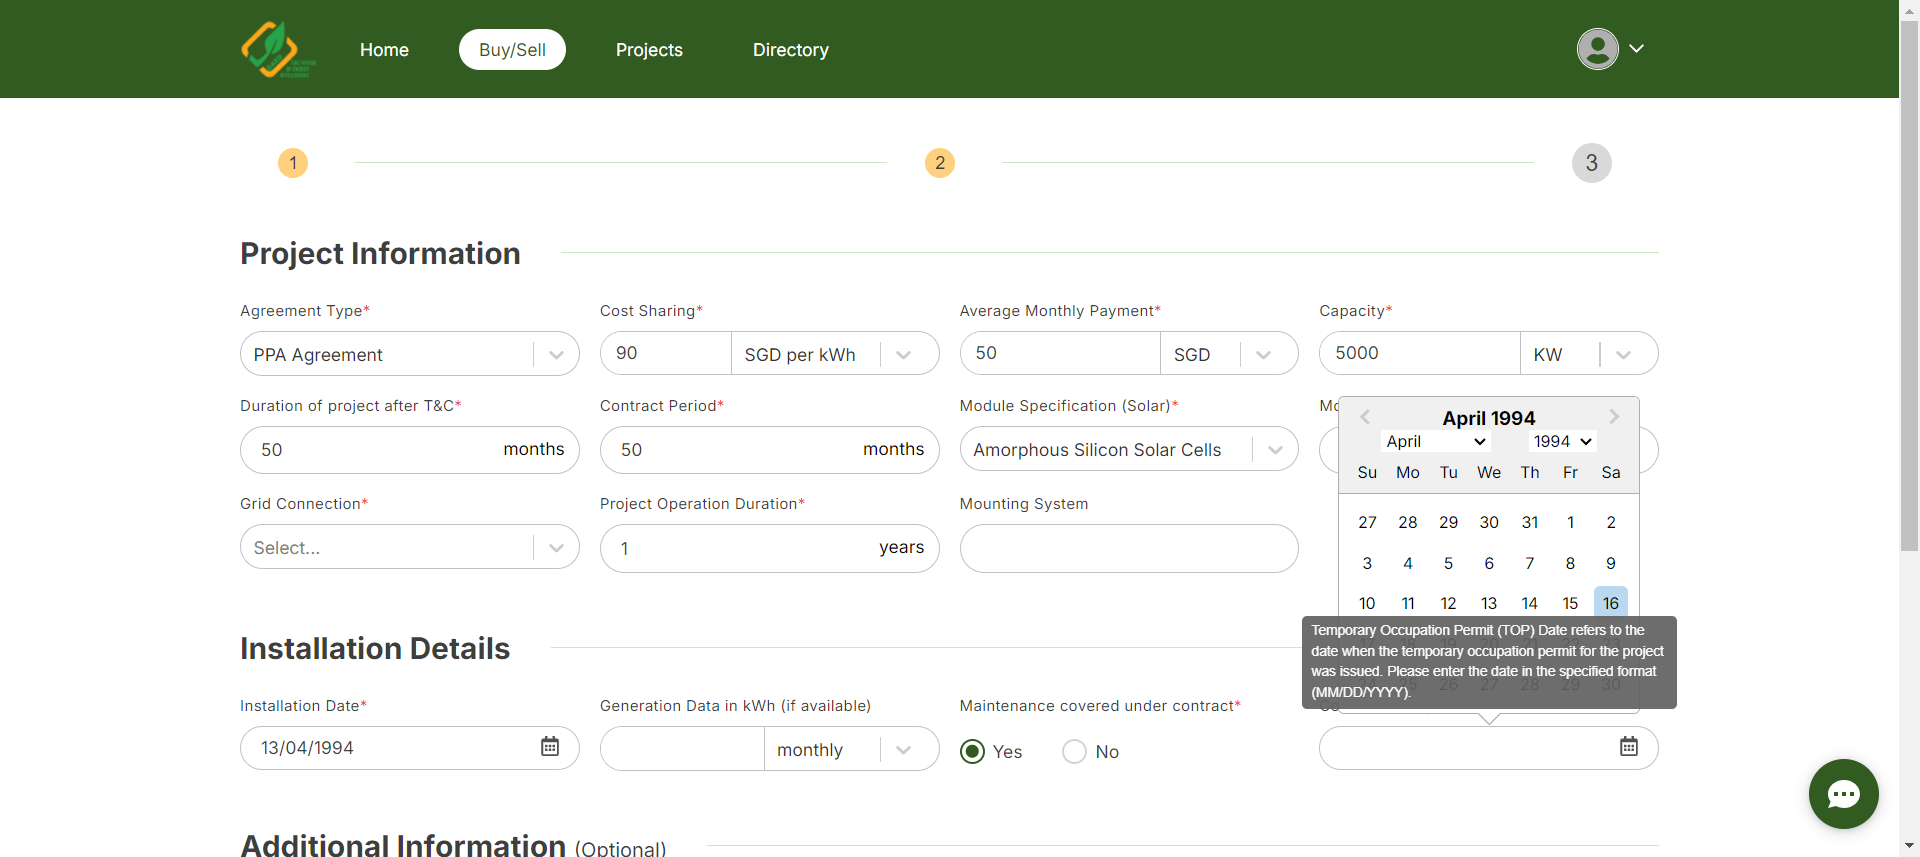 Home
Buy/Sell
Projects
Directory
1
2
3
Project Information
Agreement Type*
Cost Sharing*
Average Monthly Payment*
Capacity*
PPA Agreement
90
SGD per kWh
50
SGD
5000
KW
Duration of project after T&C*
Contract Period*
Module Specification (Solar)*
50
months
50
months
Amorphous Silicon Solar Cells
Grid Connection*
Project Operation Duration*
Mounting System
Select...
1
years
April 1994
April
1994
Su Mo Tu We Th Fr Sa
27 28 29 30 31 1 2
3 4 5 6 7 8 9
10 11 12 13 14 15 16
Temporary Occupation Permit (TOP) Date refers to the
date when the temporary occupation permit for the project
was issued. Please enter the date in the specified format
(MM/DD/YYYY).
24 25 26 27 28 29 30
Installation Details
Installation Date*
Generation Data in kWh (if available)
Maintenance covered under contract*
13/04/1994
monthly
Yes
No
Additional Information (Optional)